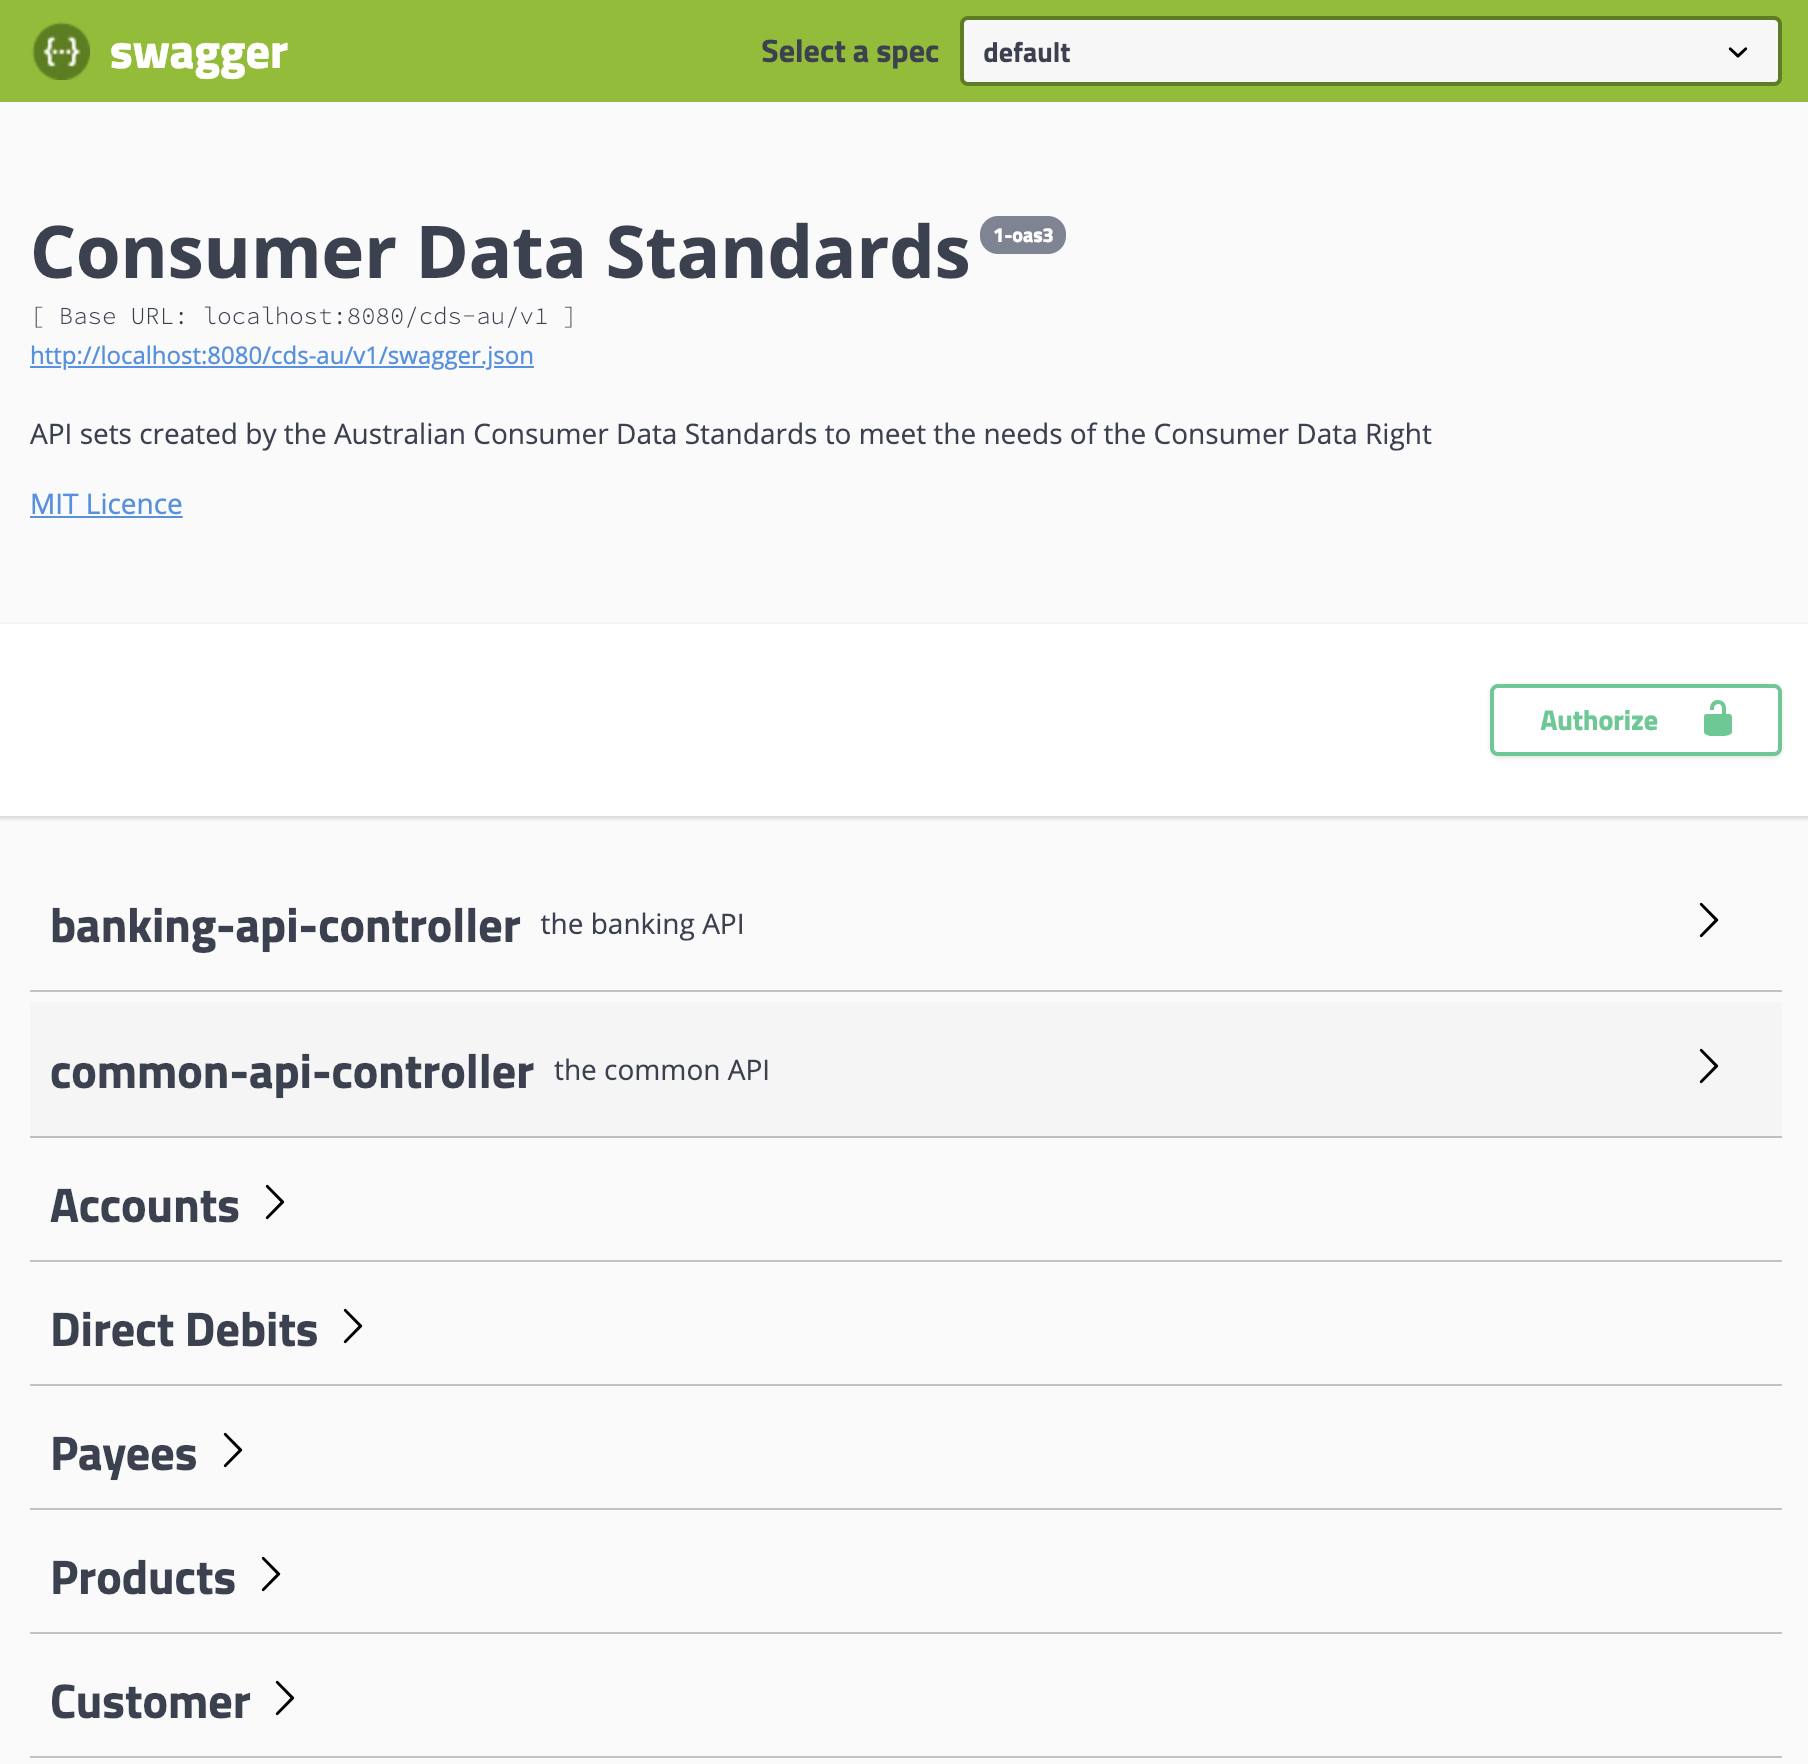 {···} swagger
Select a spec default
Consumer Data Standards 1-oas3
[ Base URL: localhost:8080/cds-au/v1 ]
http://localhost:8080/cds-au/v1/swagger.json
API sets created by the Australian Consumer Data Standards to meet the needs of the Consumer Data Right
MIT Licence
Authorize
banking-api-controller the banking API
common-api-controller the common API
Accounts
Direct Debits
Payees
Products
Customer